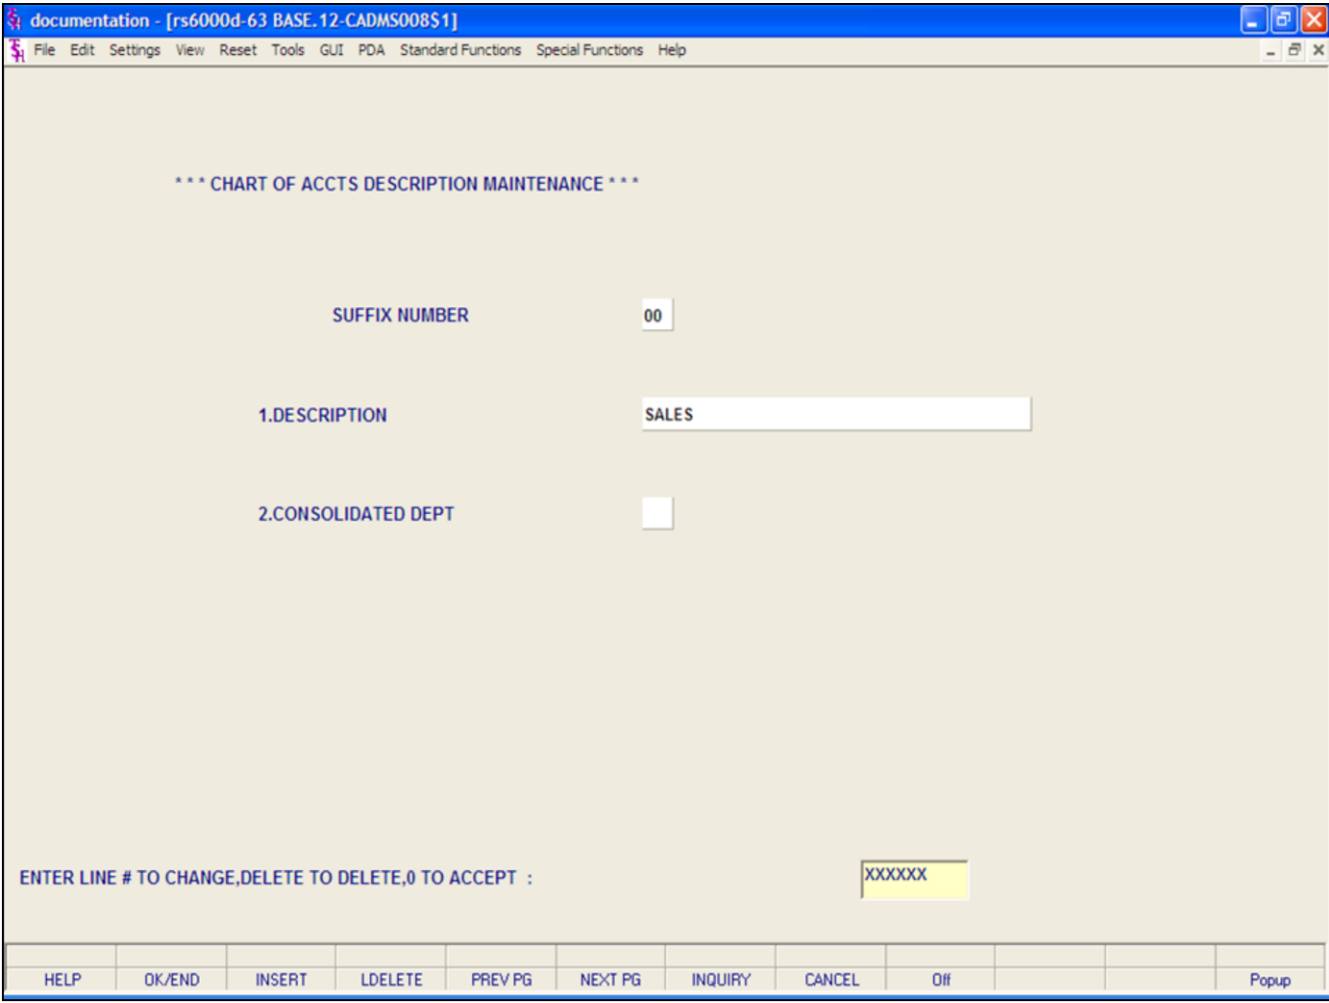 documentation - [rs6000d-63 BASE.12-CADMS008$1]
File Edit Settings View Reset Tools GUI PDA Standard Functions Special Functions Help
* * * CHART OF ACCTS DESCRIPTION MAINTENANCE * * *
SUFFIX NUMBER 00
1.DESCRIPTION SALES
2.CONSOLIDATED DEPT
ENTER LINE # TO CHANGE,DELETE TO DELETE,0 TO ACCEPT : XXXXXX
HELP OK/END INSERT LDELETE PREV PG NEXT PG INQUIRY CANCEL Off Popup